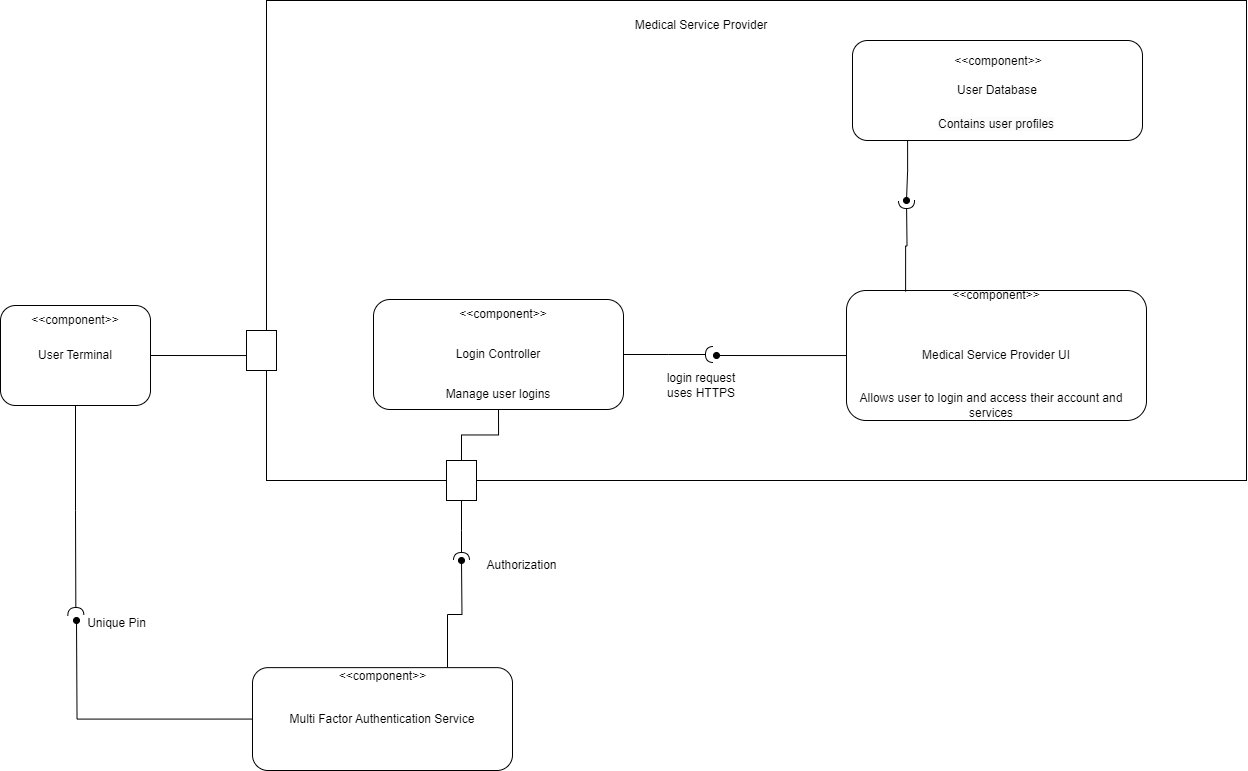 Medical Service Provider
<<component>>
User Database
Contains user profiles
<<component>>
User Terminal
<<component>>
Login Controller
Manage user logins
login request
uses HTTPS
<<component>>
Medical Service Provider UI
Allows user to login and access their account and
services
Authorization
Unique Pin
<<component>>
Multi Factor Authentication Service